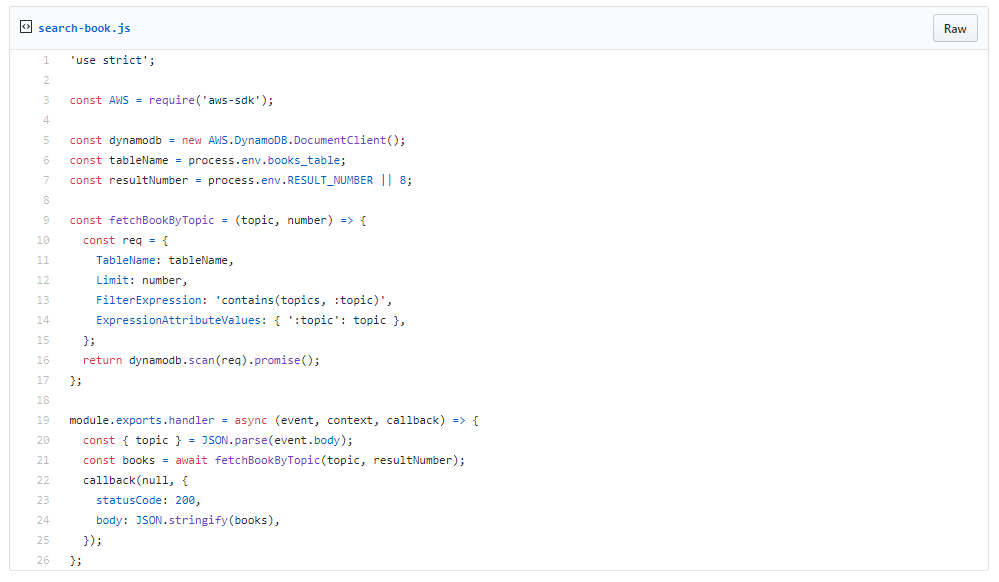 search-book.js
Raw
1 'use strict';
2
3 const AWS = require('aws-sdk');
4
5 const dynamodb = new AWS.DynamoDB.DocumentClient();
6 const tableName = process.env.books_table;
7 const resultNumber = process.env.RESULT_NUMBER || 8;
8
9 const fetchBookByTopic = (topic, number) => {
10   const req = {
11     TableName: tableName,
12     Limit: number,
13     FilterExpression: 'contains(topics, :topic)',
14     ExpressionAttributeValues: { ':topic': topic },
15   };
16   return dynamodb.scan(req).promise();
17 };
18
19 module.exports.handler = async (event, context, callback) => {
20   const { topic } = JSON.parse(event.body);
21   const books = await fetchBookByTopic(topic, resultNumber);
22   callback(null, {
23     statusCode: 200,
24     body: JSON.stringify(books),
25   });
26 };